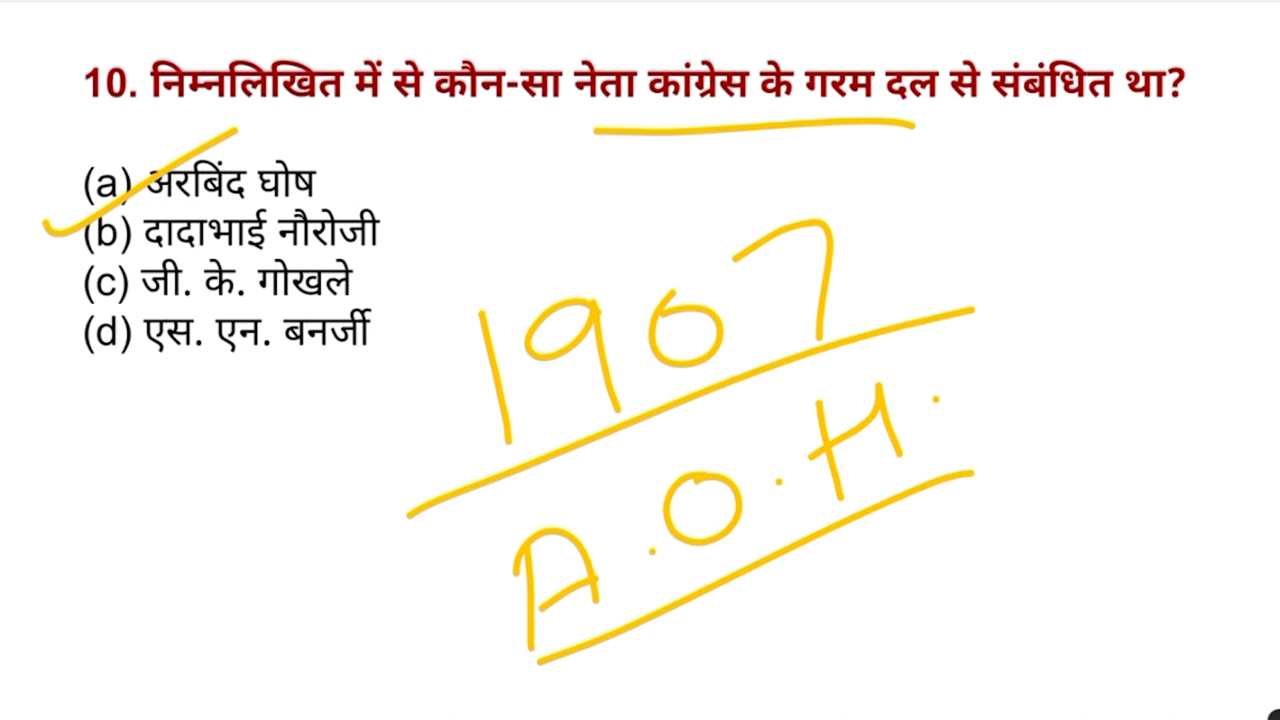 10. निम्नलिखित में से कौन-सा नेता कांग्रेस के गरम दल से संबंधित था?
(a) अरबिंद घोष
(b) दादाभाई नौरोजी
(c) जी. के. गोखले
(d) एस. एन. बनर्जी
1907
A.O.H.